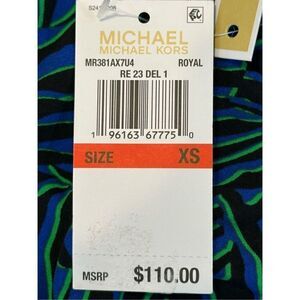 MICHAEL
MICHAEL KORS
MR381AX7U4 ROYAL
RE 23 DEL 1
1 96163 67775 0
SIZE XS
MSRP $110.00